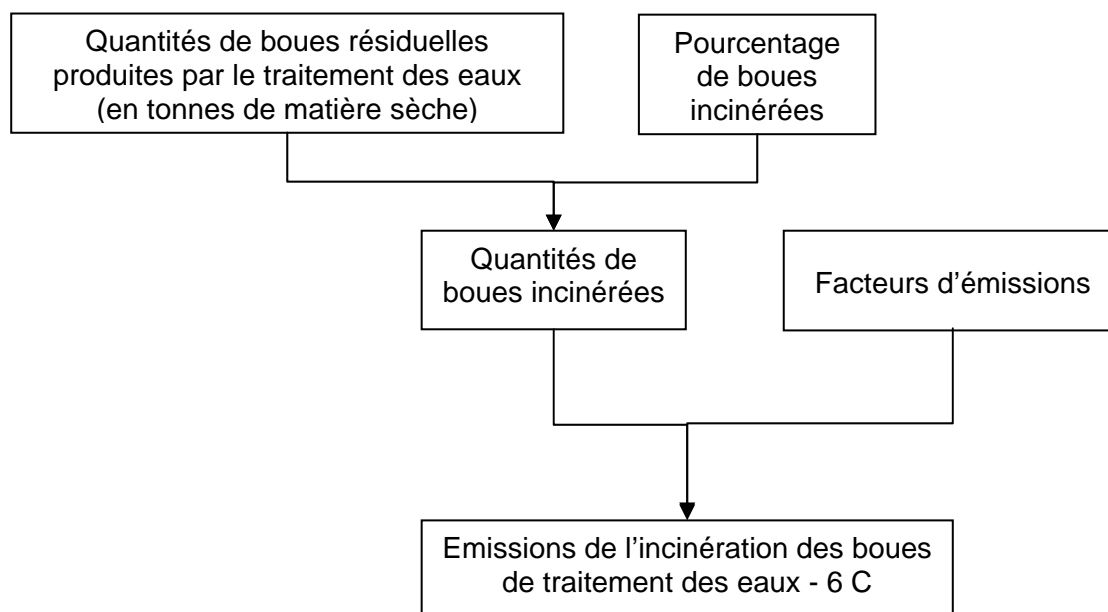 Quantités de boues résiduelles
produites par le traitement des eaux
(en tonnes de matière sèche)
Pourcentage
de boues
incinérées
Quantités de
boues incinérées
Facteurs d’émissions
Emissions de l’incinération des boues
de traitement des eaux - 6 C